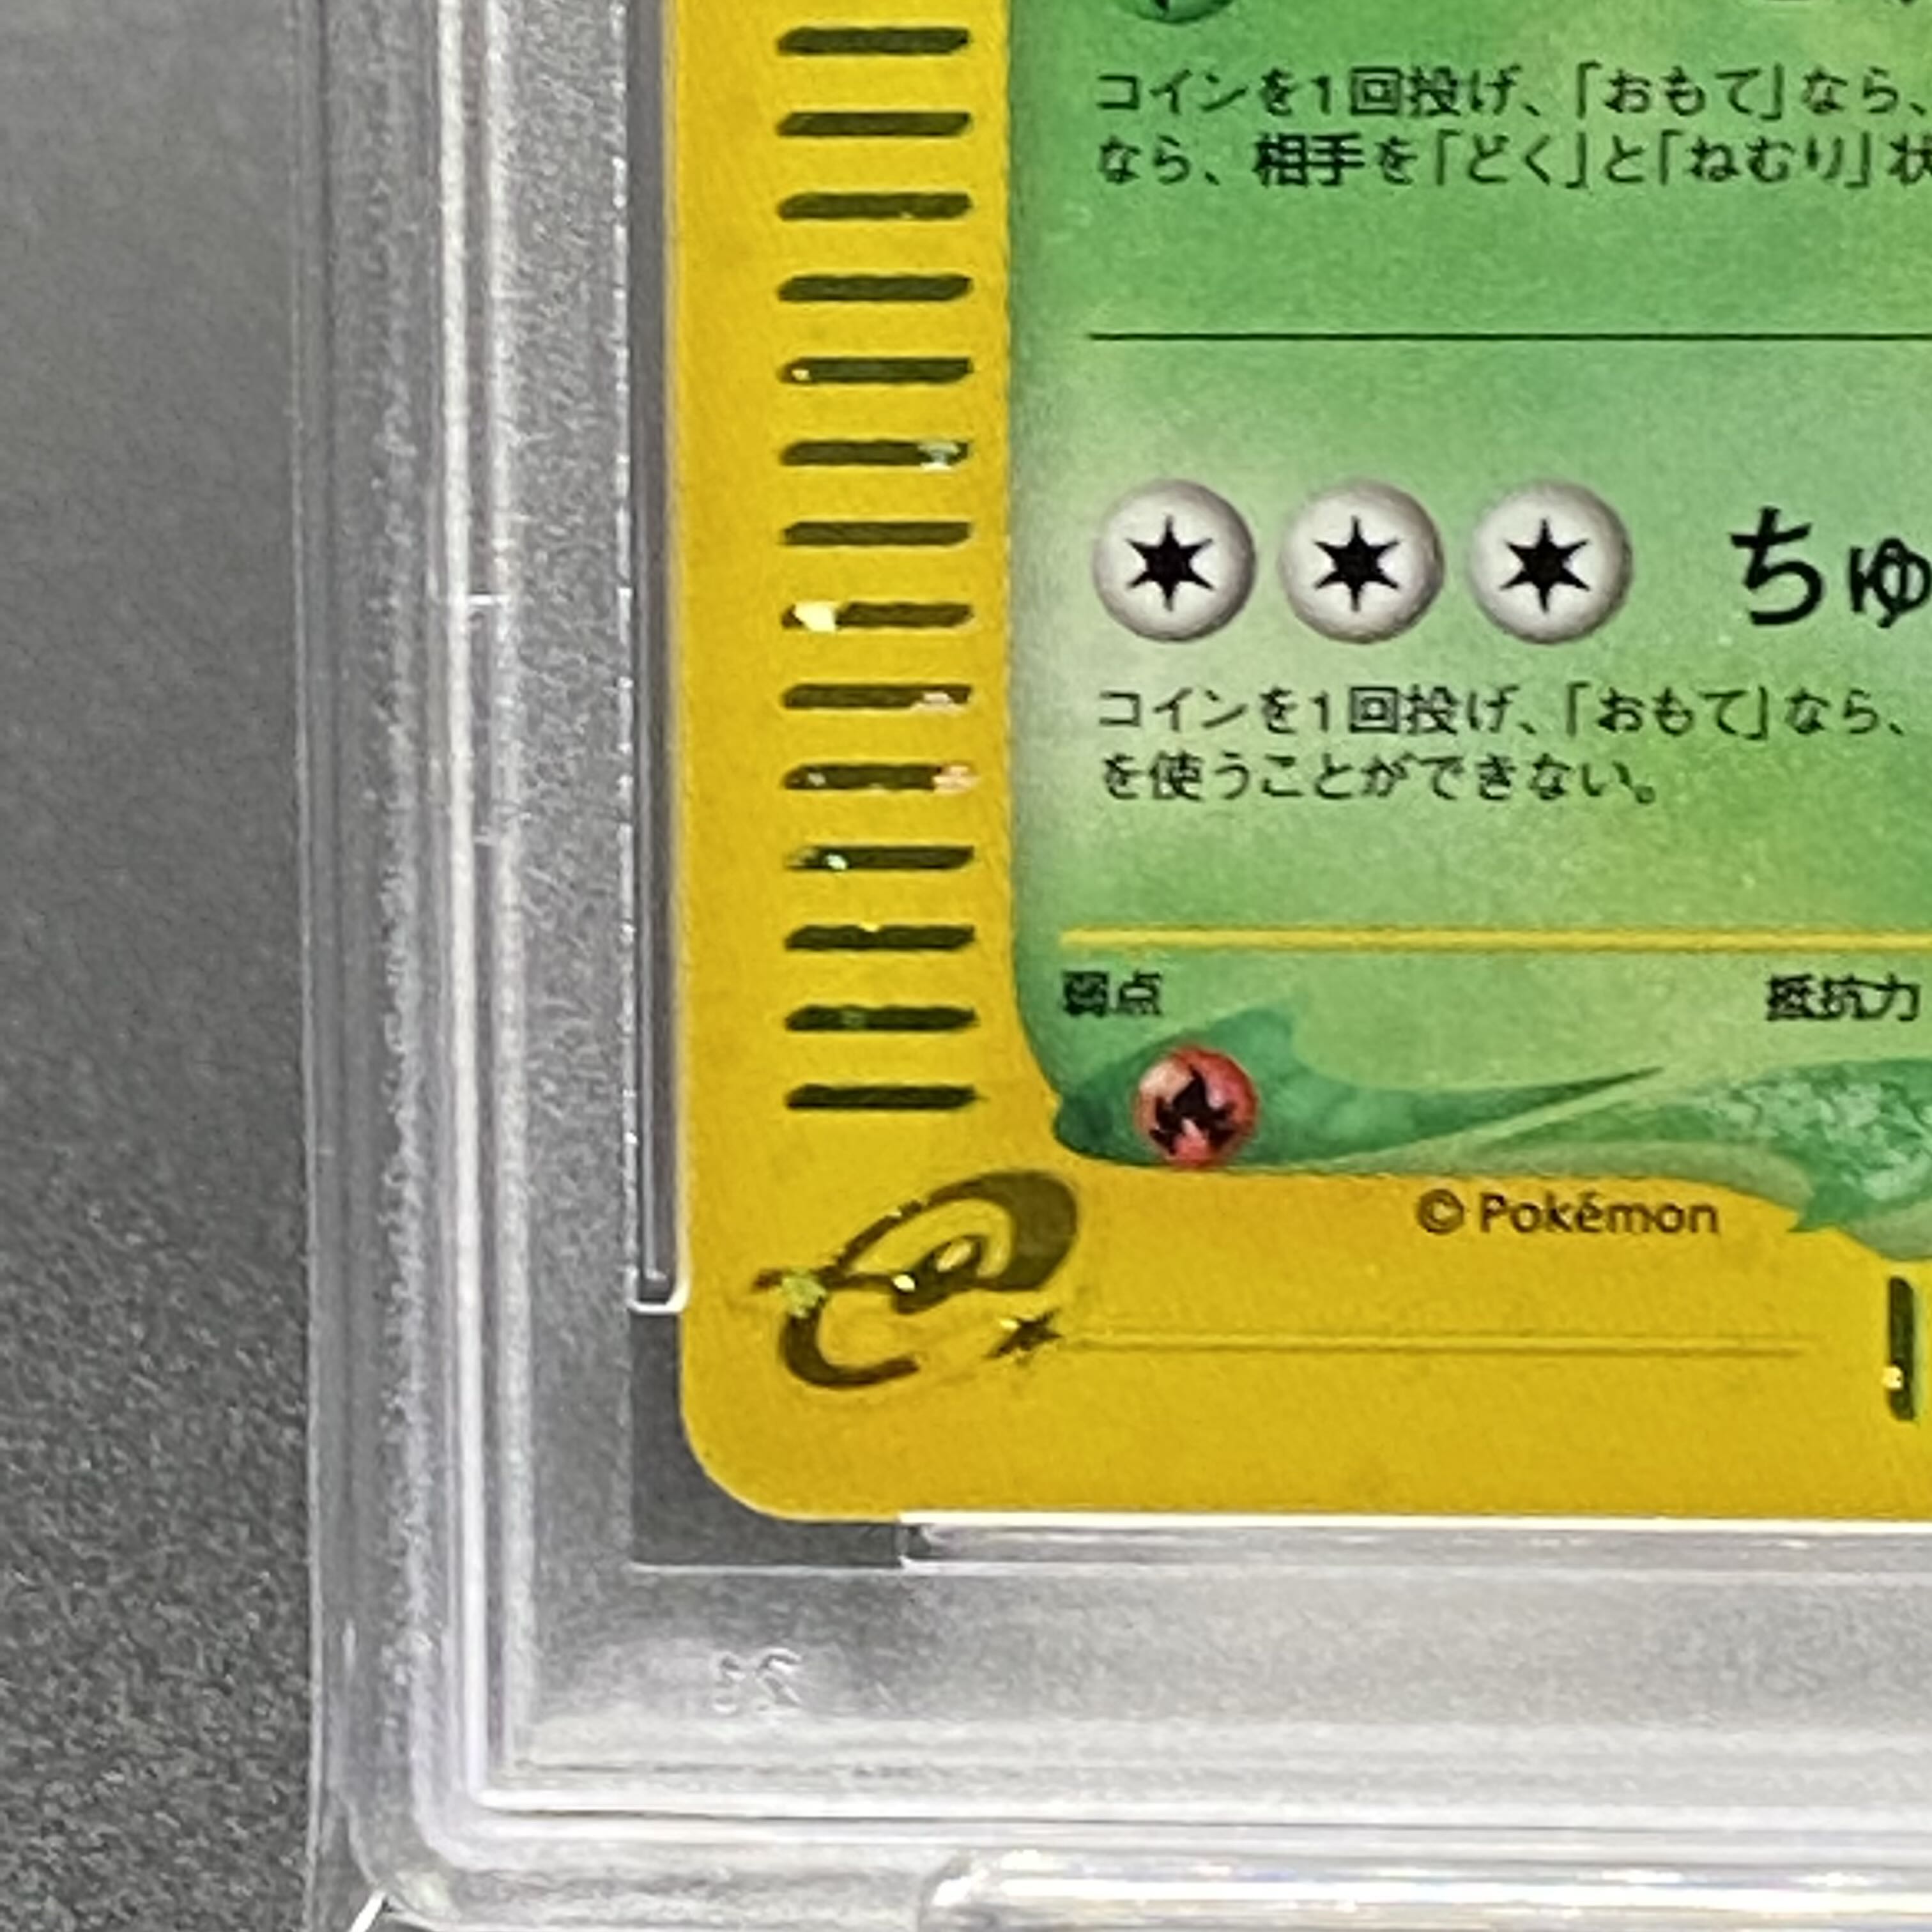 コインを1回投げ、「おもて」なら、
なら、相手を「どく」と「ねむり」状
ちゅ
コインを1回投げ、「おもて」なら、
を使うことができない。
弱点 抵抗力
© Pokémon
e